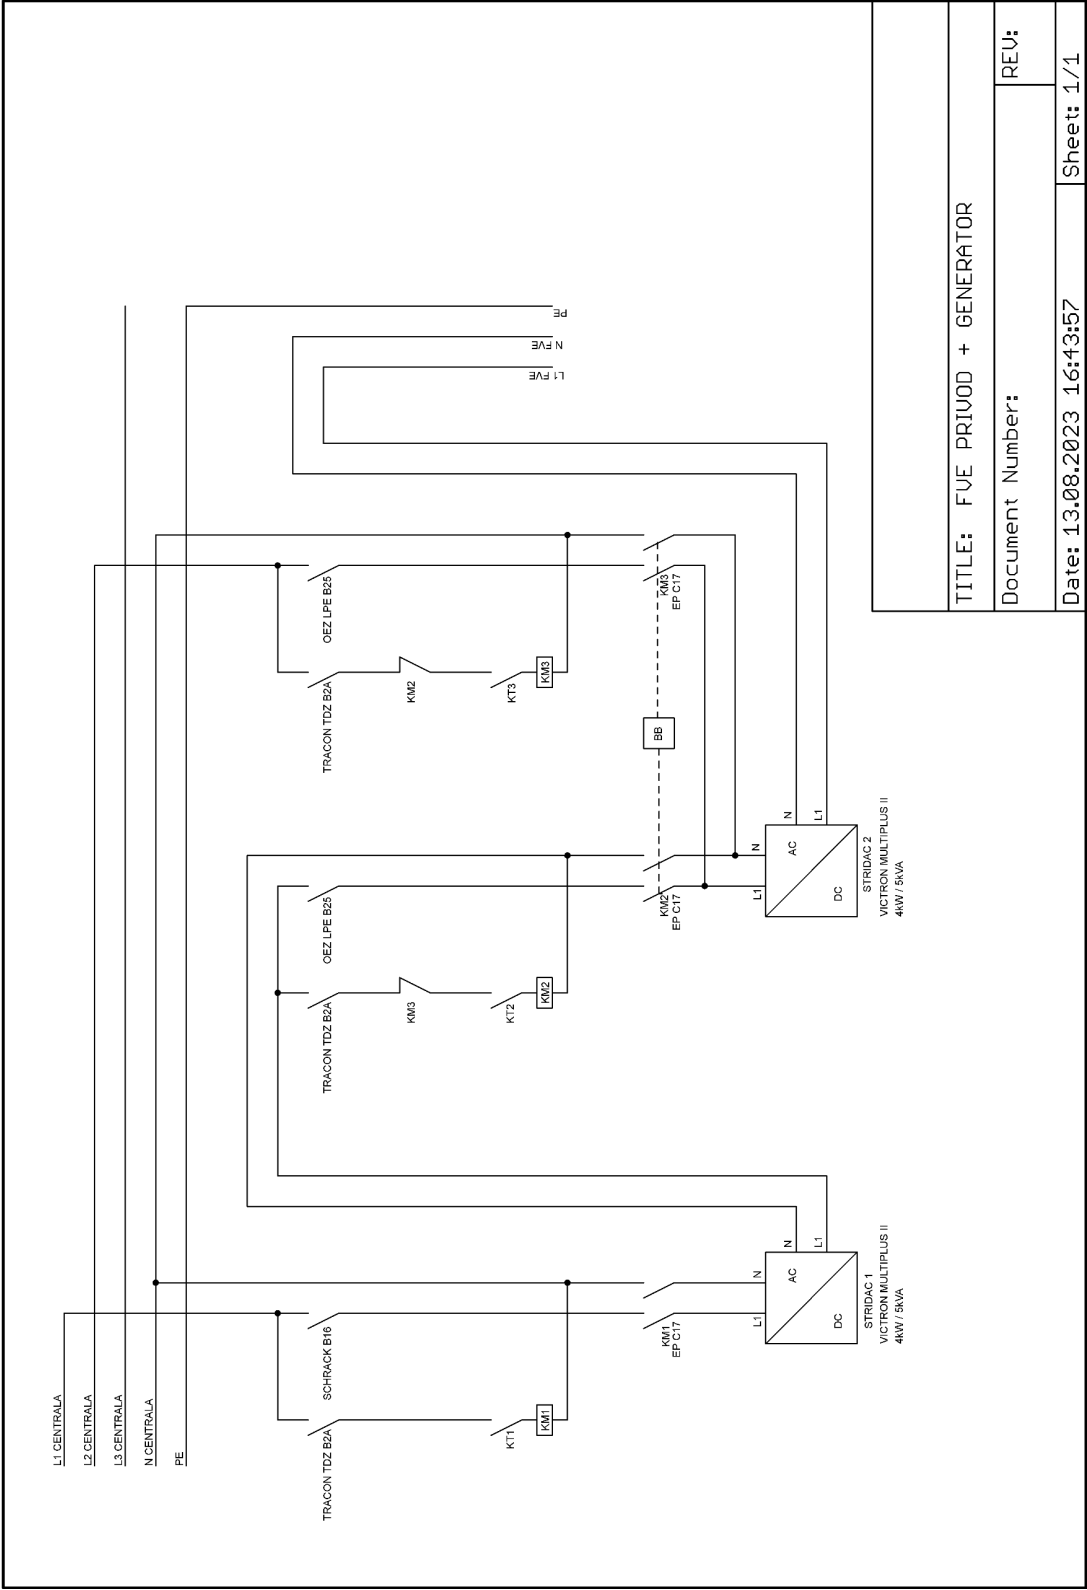 L1 CENTRALA
L2 CENTRALA
L3 CENTRALA
N CENTRALA
PE
TRACON TDZ B2A
SCHRACK B16
KT1
KM1
KM1
EP C17
L1
N
AC
DC
N
L1
STRIDAC 1
VICTRON MULTIPLUS II
4kW / 5kVA
TRACON TDZ B2A
OEZ LPE B25
KM3
KT2
KM2
KM2
EP C17
L1
N
AC
DC
N
L1
STRIDAC 2
VICTRON MULTIPLUS II
4kW / 5kVA
BB
TRACON TDZ B2A
OEZ LPE B25
KM2
KT3
KM3
KM3
EP C17
L1 FVE
N FVE
PE
TITLE: FVE PRIVOD + GENERATOR
Document Number:
REV:
Date: 13.08.2023 16:43:57
Sheet: 1/1